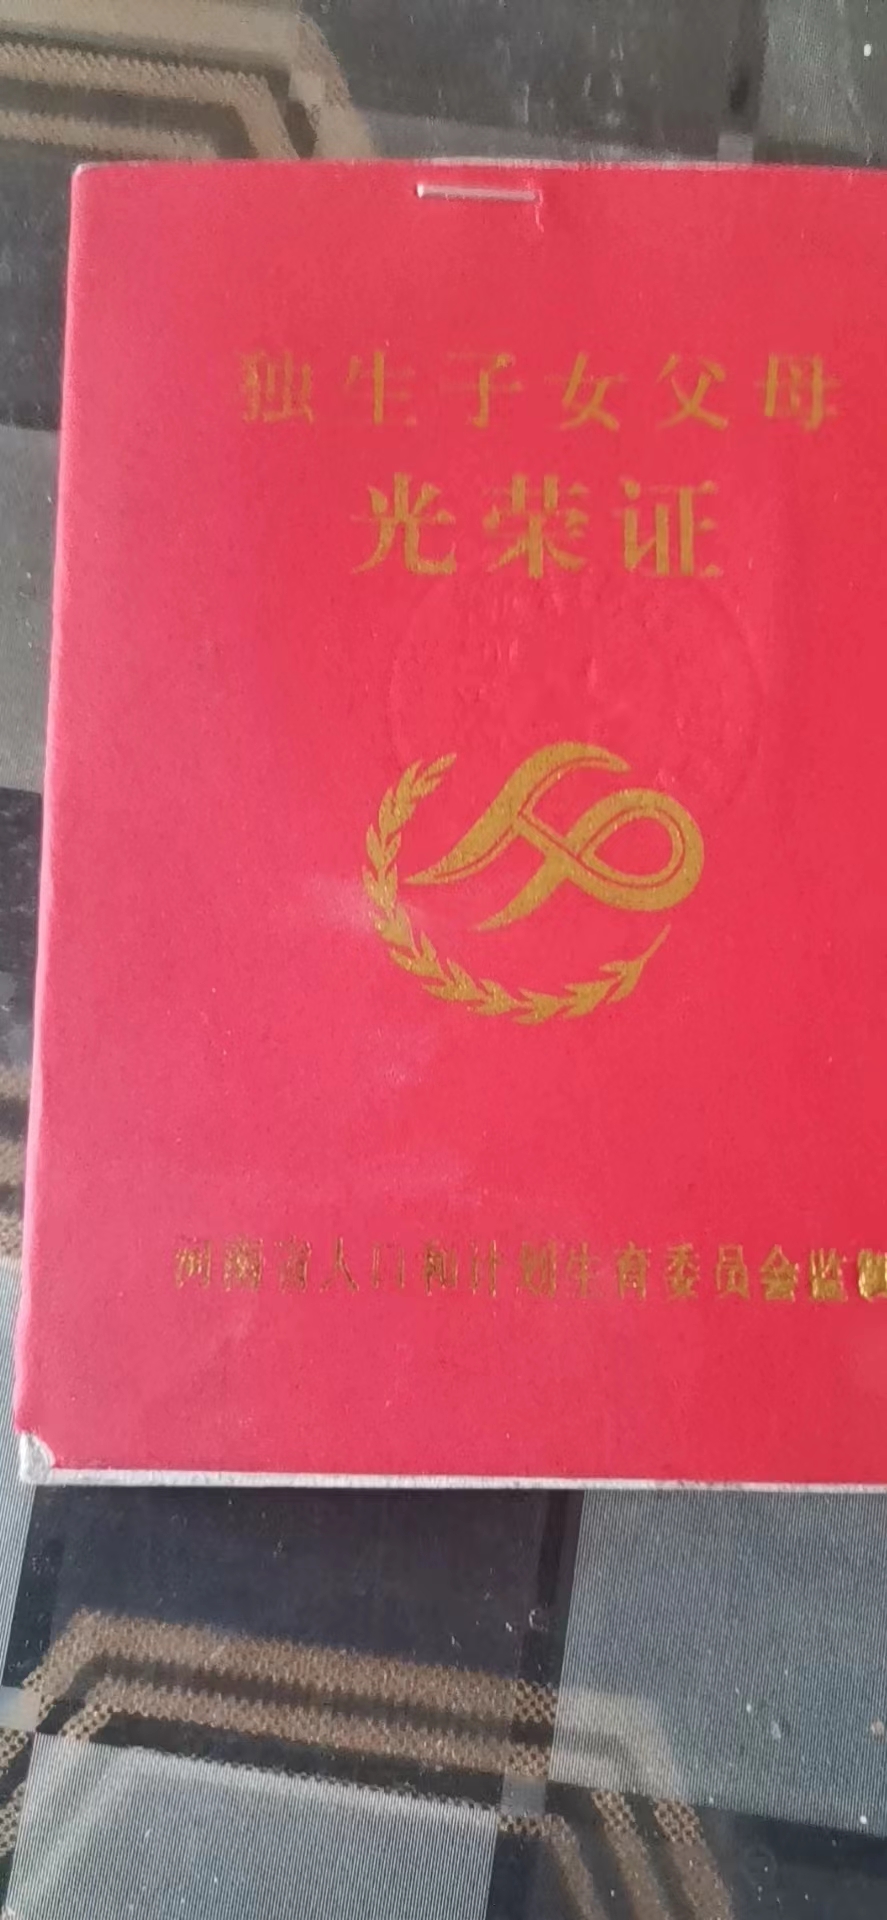 独生子女父母
光荣证
河南省人口和计划生育委员会监制